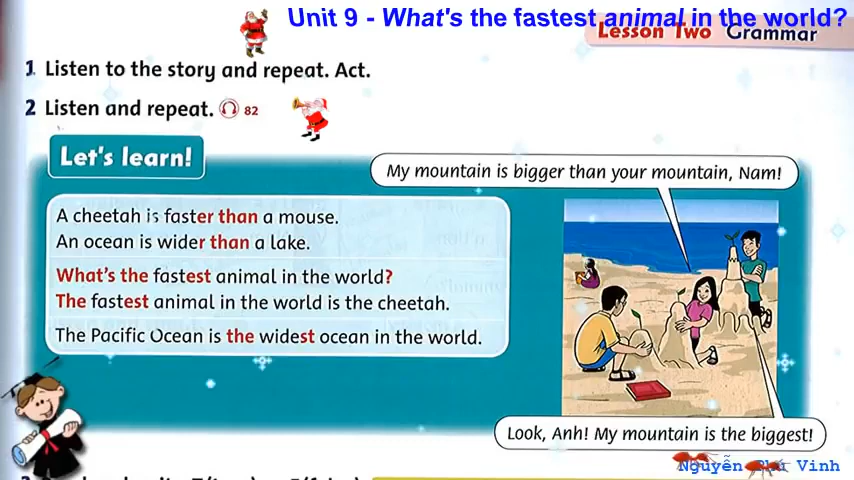 Unit 9 - What's the fastest animal in the world?
Lesson Two Grammar
1 Listen to the story and repeat. Act.
2 Listen and repeat. 82
Let's learn!
My mountain is bigger than your mountain, Nam!
A cheetah is faster than a mouse.
An ocean is wider than a lake.
What's the fastest animal in the world?
The fastest animal in the world is the cheetah.
The Pacific Ocean is the widest ocean in the world.
Look, Anh! My mountain is the biggest!
Nguyễn Phú Vinh